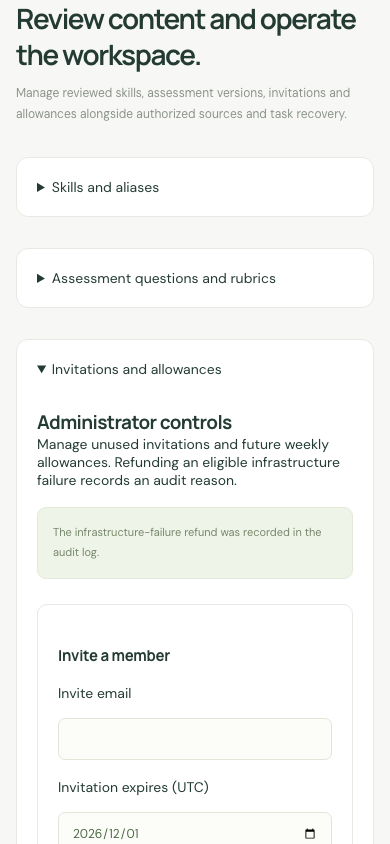 Review content and operate
the workspace.
Manage reviewed skills, assessment versions, invitations and
allowances alongside authorized sources and task recovery.
Skills and aliases
Assessment questions and rubrics
Invitations and allowances
Administrator controls
Manage unused invitations and future weekly
allowances. Refunding an eligible infrastructure
failure records an audit reason.
The infrastructure-failure refund was recorded in the
audit log.
Invite a member
Invite email
Invitation expires (UTC)
2026/12/01